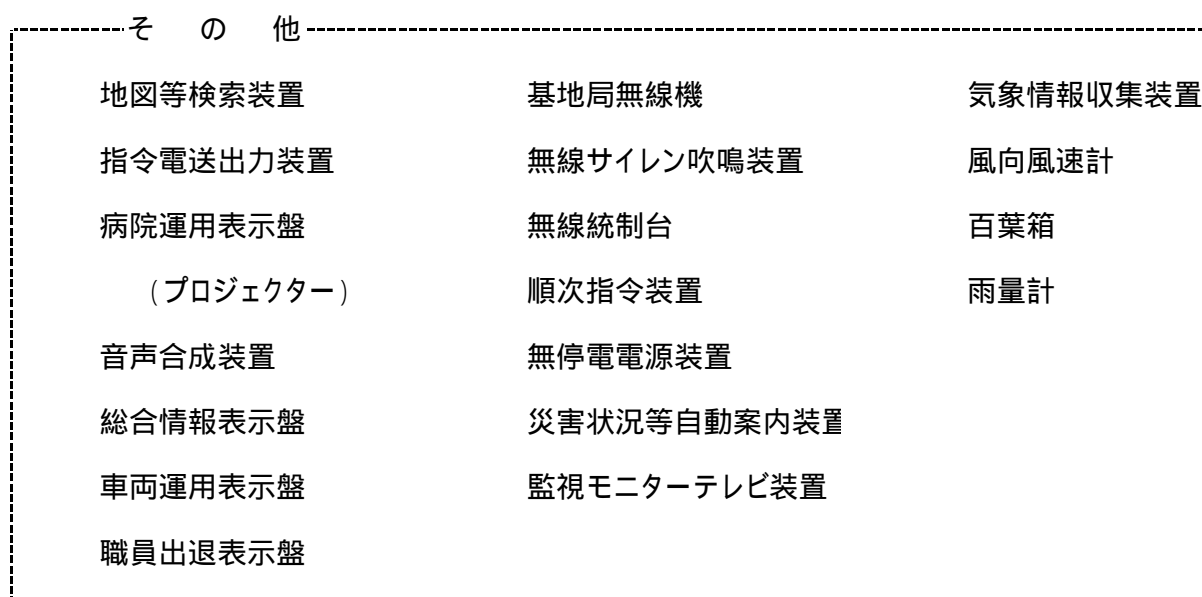 その他
地図等検索装置
指令電送出力装置
病院運用表示盤
(プロジェクター)
音声合成装置
総合情報表示盤
車両運用表示盤
職員出退表示盤
基地局無線機
無線サイレン吹鳴装置
無線統制台
順次指令装置
無停電電源装置
災害状況等自動案内装置
監視モニターテレビ装置
気象情報収集装置
風向風速計
百葉箱
雨量計